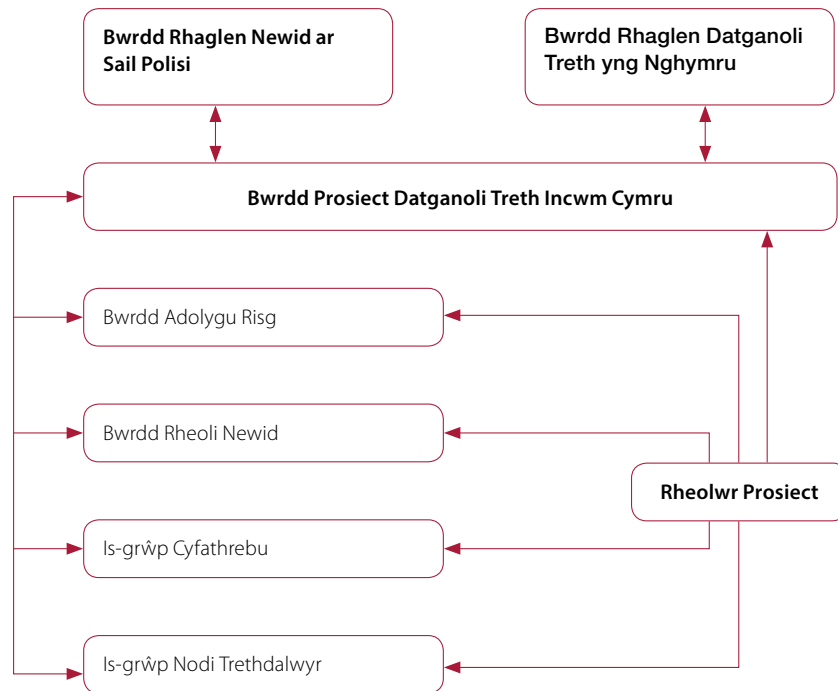 Bwrdd Rhaglen Newid ar
Sail Polisi
Bwrdd Rhaglen Datganoli
Treth yng Nghymru
Bwrdd Prosiect Datganoli Treth Incwm Cymru
Bwrdd Adolygu Risg
Bwrdd Rheoli Newid
Rheolwr Prosiect
Is-grŵp Cyfathrebu
Is-grŵp Nodi Trethdalwyr